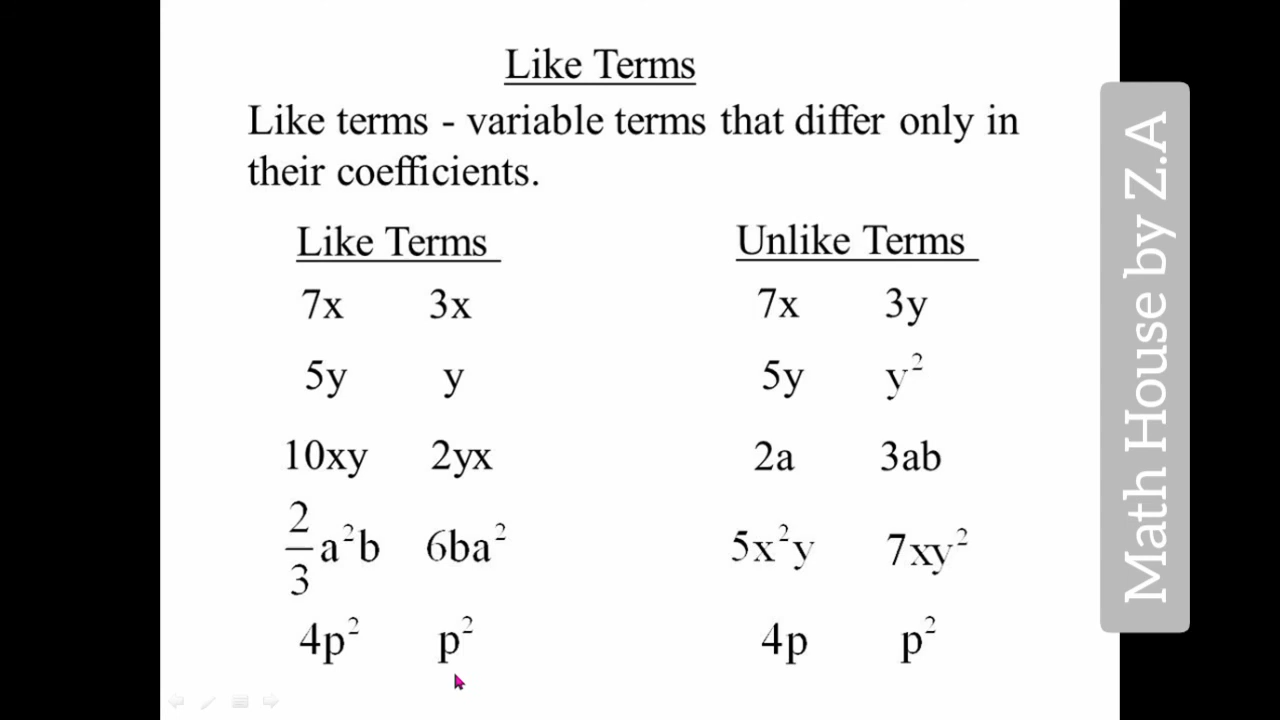 Like Terms
Like terms - variable terms that differ only in
their coefficients.
Like Terms Unlike Terms
7x 3x 7x 3y
5y y 5y y²
10xy 2yx 2a 3ab
2/3 a²b 6ba² 5x²y 7xy²
4p² p² 4p p²
Math House by Z.A